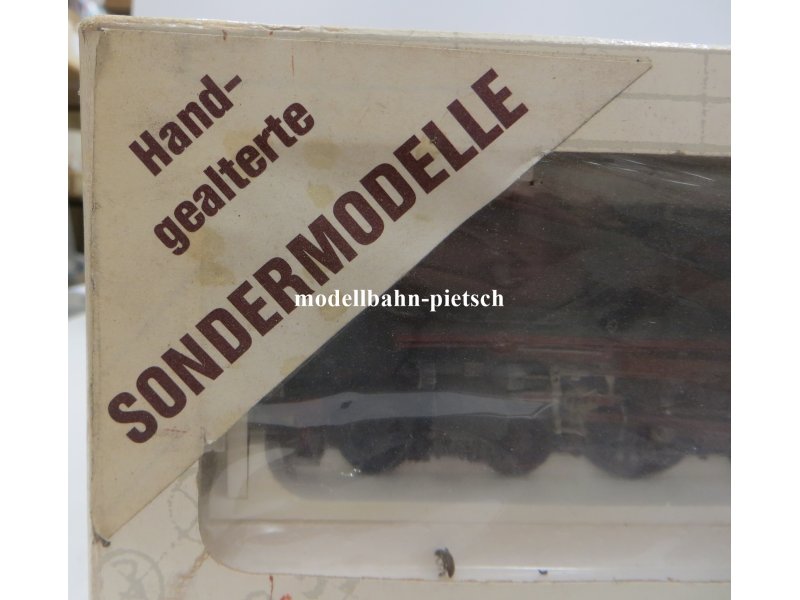 Hand-
gealterte
SONDERMODELLE
modellbahn-pietsch